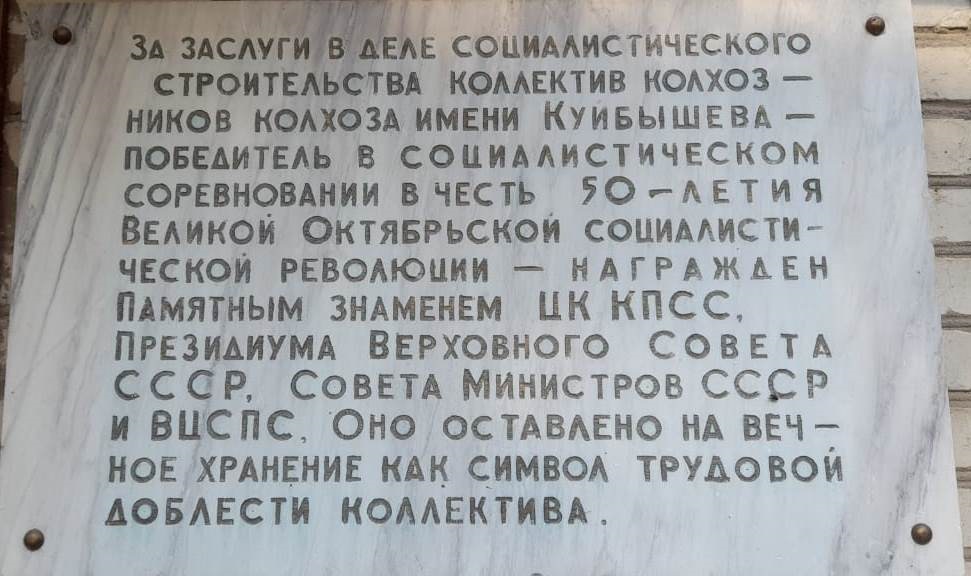 За заслуги в деле социалистического
строительства коллектив колхоз —
ников колхоза имени Куйбышева —
победитель в социалистическом
соревновании в честь 50-летия
Великой Октябрьской социалисти-
ческой революции — награжден
Памятным знаменем ЦК КПСС,
Президиума Верховного Совета
СССР, Совета Министров СССР
и ВЦСПС. Оно оставлено на веч —
ное хранение как символ трудовой
доблести коллектива.